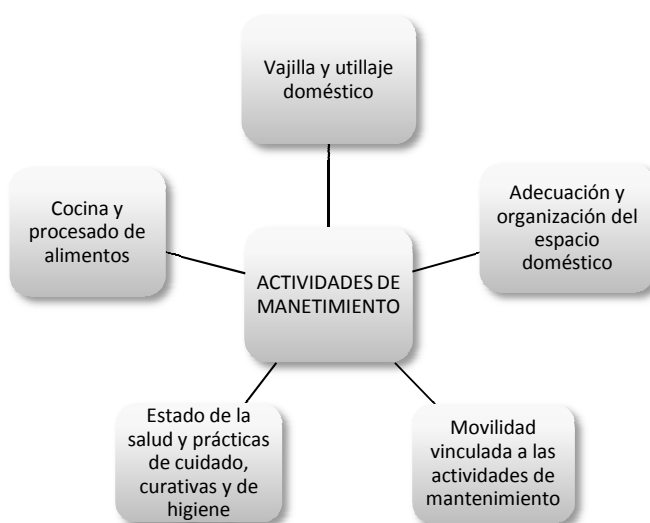 Vajilla y utillaje
doméstico
Cocina y
procesado de
alimentos
Adecuación y
organización del
espacio
doméstico
ACTIVIDADES DE
MANETIMIENTO
Estado de la
salud y prácticas
de cuidado,
curativas y de
higiene
Movilidad
vinculada a las
actividades de
mantenimiento